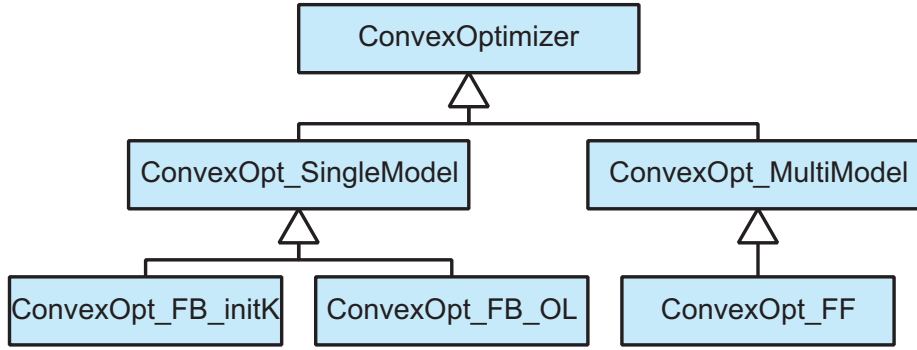 ConvexOptimizer
ConvexOpt_SingleModel
ConvexOpt_MultiModel
ConvexOpt_FB_initK
ConvexOpt_FB_OL
ConvexOpt_FF